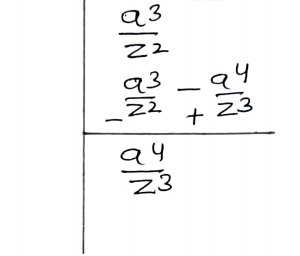 a³/z²
a³/z² - a⁴/z³
- +
a⁴/z³